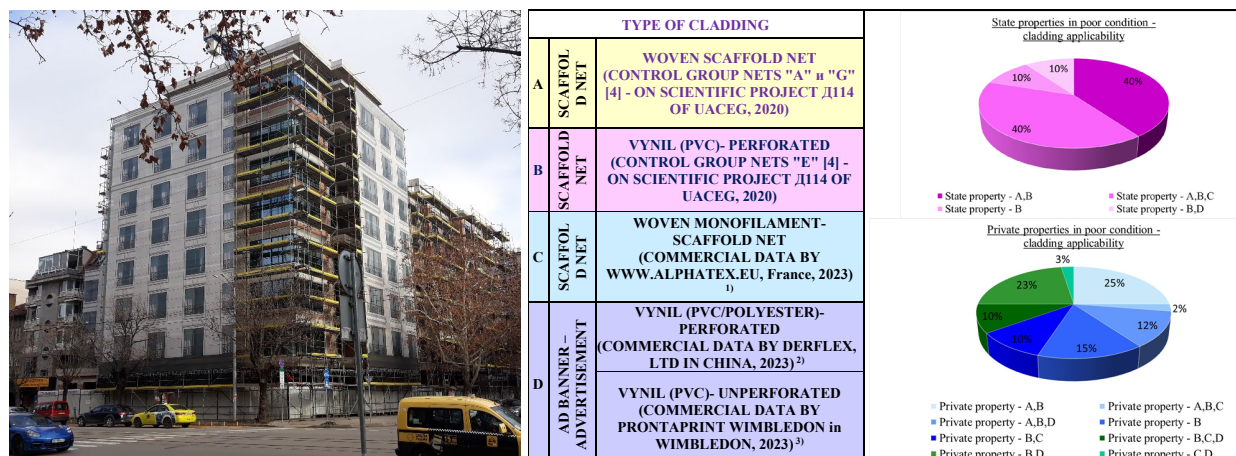 TYPE OF CLADDING
A
SCAFFOL
D NET
WOVEN SCAFFOLD NET
(CONTROL GROUP NETS "A" и "G"
[4] - ON SCIENTIFIC PROJECT Д114
OF UACEG, 2020)
B
SCAFFOLD
NET
VYNIL (PVC)- PERFORATED
(CONTROL GROUP NETS "E" [4] -
ON SCIENTIFIC PROJECT Д114 OF
UACEG, 2020)
C
SCAFFOL
D NET
WOVEN MONOFILAMENT-
SCAFFOLD NET
(COMMERCIAL DATA BY
WWW.ALPHATEX.EU, France, 2023)
1)
D
AD BANNER –
ADVERTISEMENT
VYNIL (PVC/POLYESTER)-
PERFORATED
(COMMERCIAL DATA BY DERFLEX,
LTD IN CHINA, 2023) 2)
VYNIL (PVC)- UNPERFORATED
(COMMERCIAL DATA BY
PRONTAPRINT WIMBLEDON in
WIMBLEDON, 2023) 3)
State properties in poor condition -
cladding applicability
10%
10%
40%
40%
State property - A,B
State property - A,B,C
State property - B
State property - B,D
Private properties in poor condition -
cladding applicability
3%
23%
25%
2%
10%
12%
10%
15%
Private property - A,B
Private property - A,B,C
Private property - A,B,D
Private property - B
Private property - B,C
Private property - B,C,D
Private property - B,D
Private property - C,D